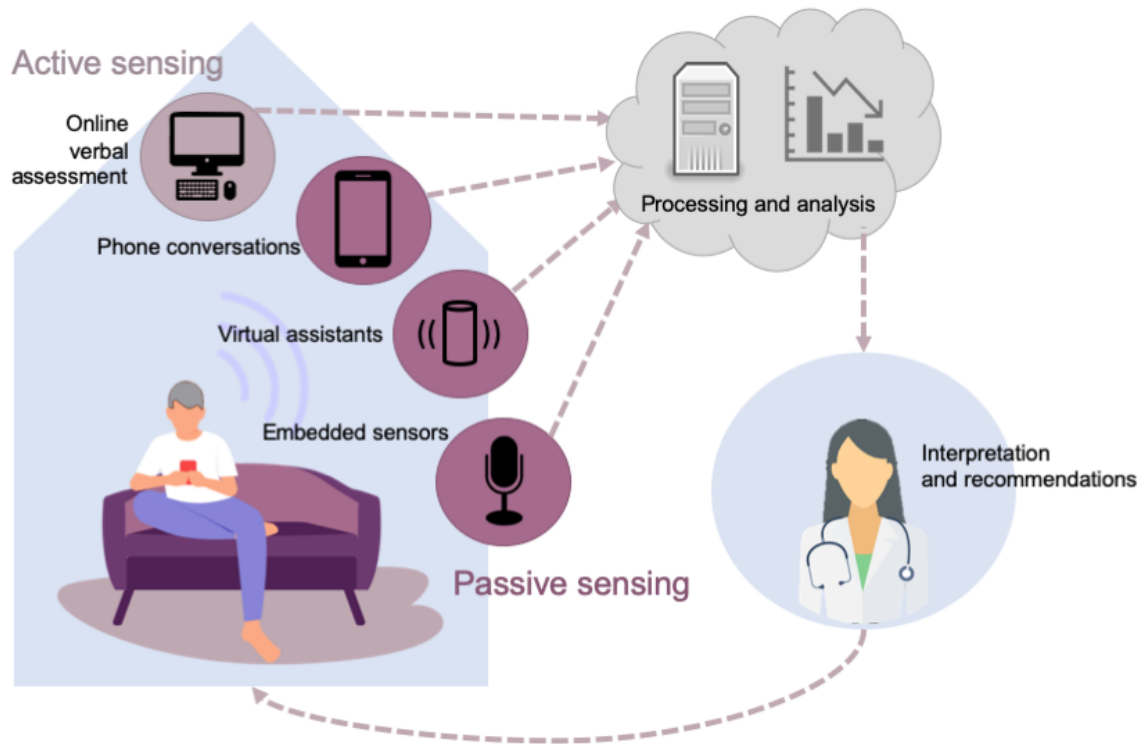 Active sensing
Online
verbal
assessment
Phone conversations
Virtual assistants
Embedded sensors
Passive sensing
Processing and analysis
Interpretation
and recommendations